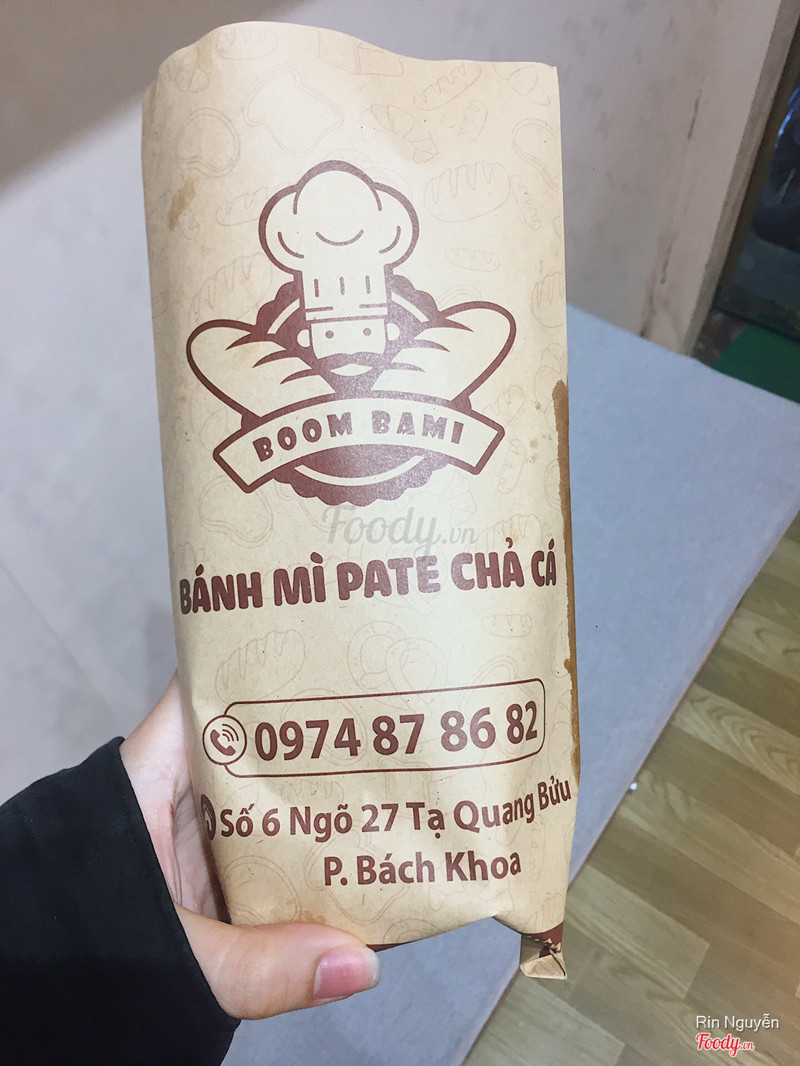 BOOM BAMI
Foody.vn
BÁNH MÌ PATE CHẢ CÁ
0974 87 86 82
Số 6 Ngõ 27 Tạ Quang Bửu
P. Bách Khoa
Rin Nguyễn
Foody.vn